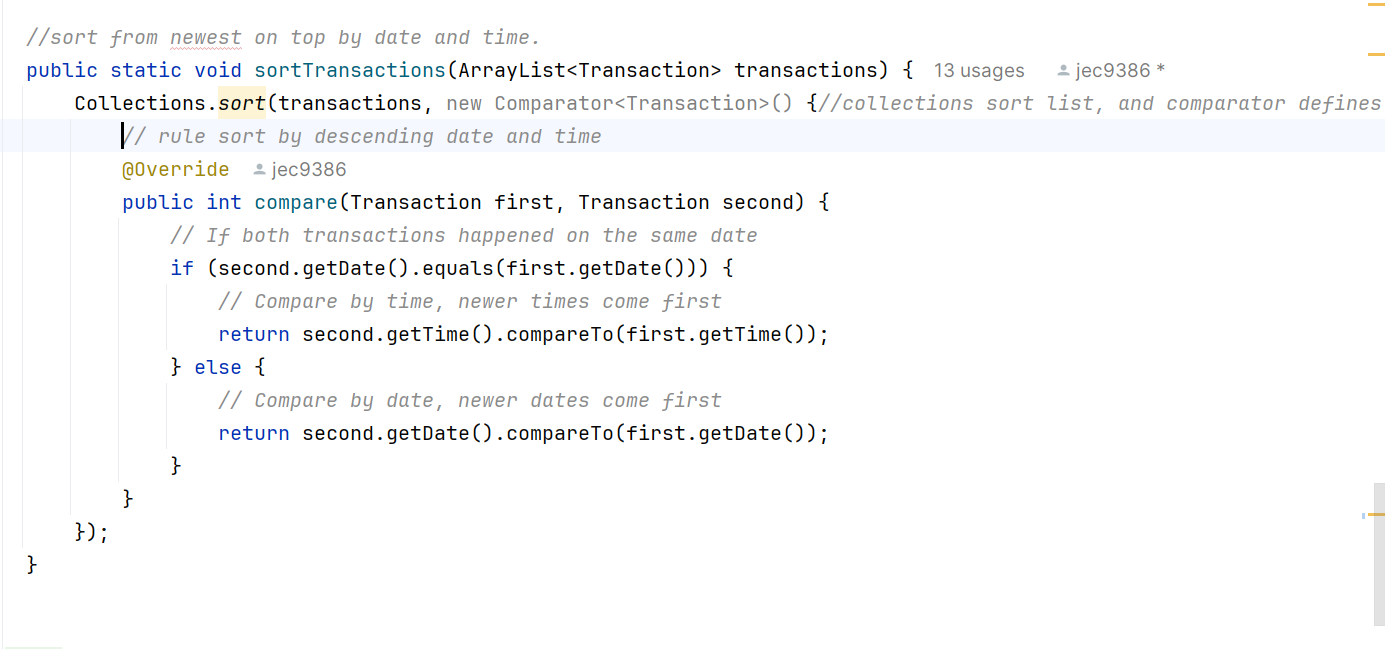 //sort from newest on top by date and time.
public static void sortTransactions(ArrayList<Transaction> transactions) { 13 usages jec9386 *
Collections.sort(transactions, new Comparator<Transaction>() {//collections sort list, and comparator defines
// rule sort by descending date and time
@Override jec9386
public int compare(Transaction first, Transaction second) {
// If both transactions happened on the same date
if (second.getDate().equals(first.getDate())) {
// Compare by time, newer times come first
return second.getTime().compareTo(first.getTime());
} else {
// Compare by date, newer dates come first
return second.getDate().compareTo(first.getDate());
}
}
});
}